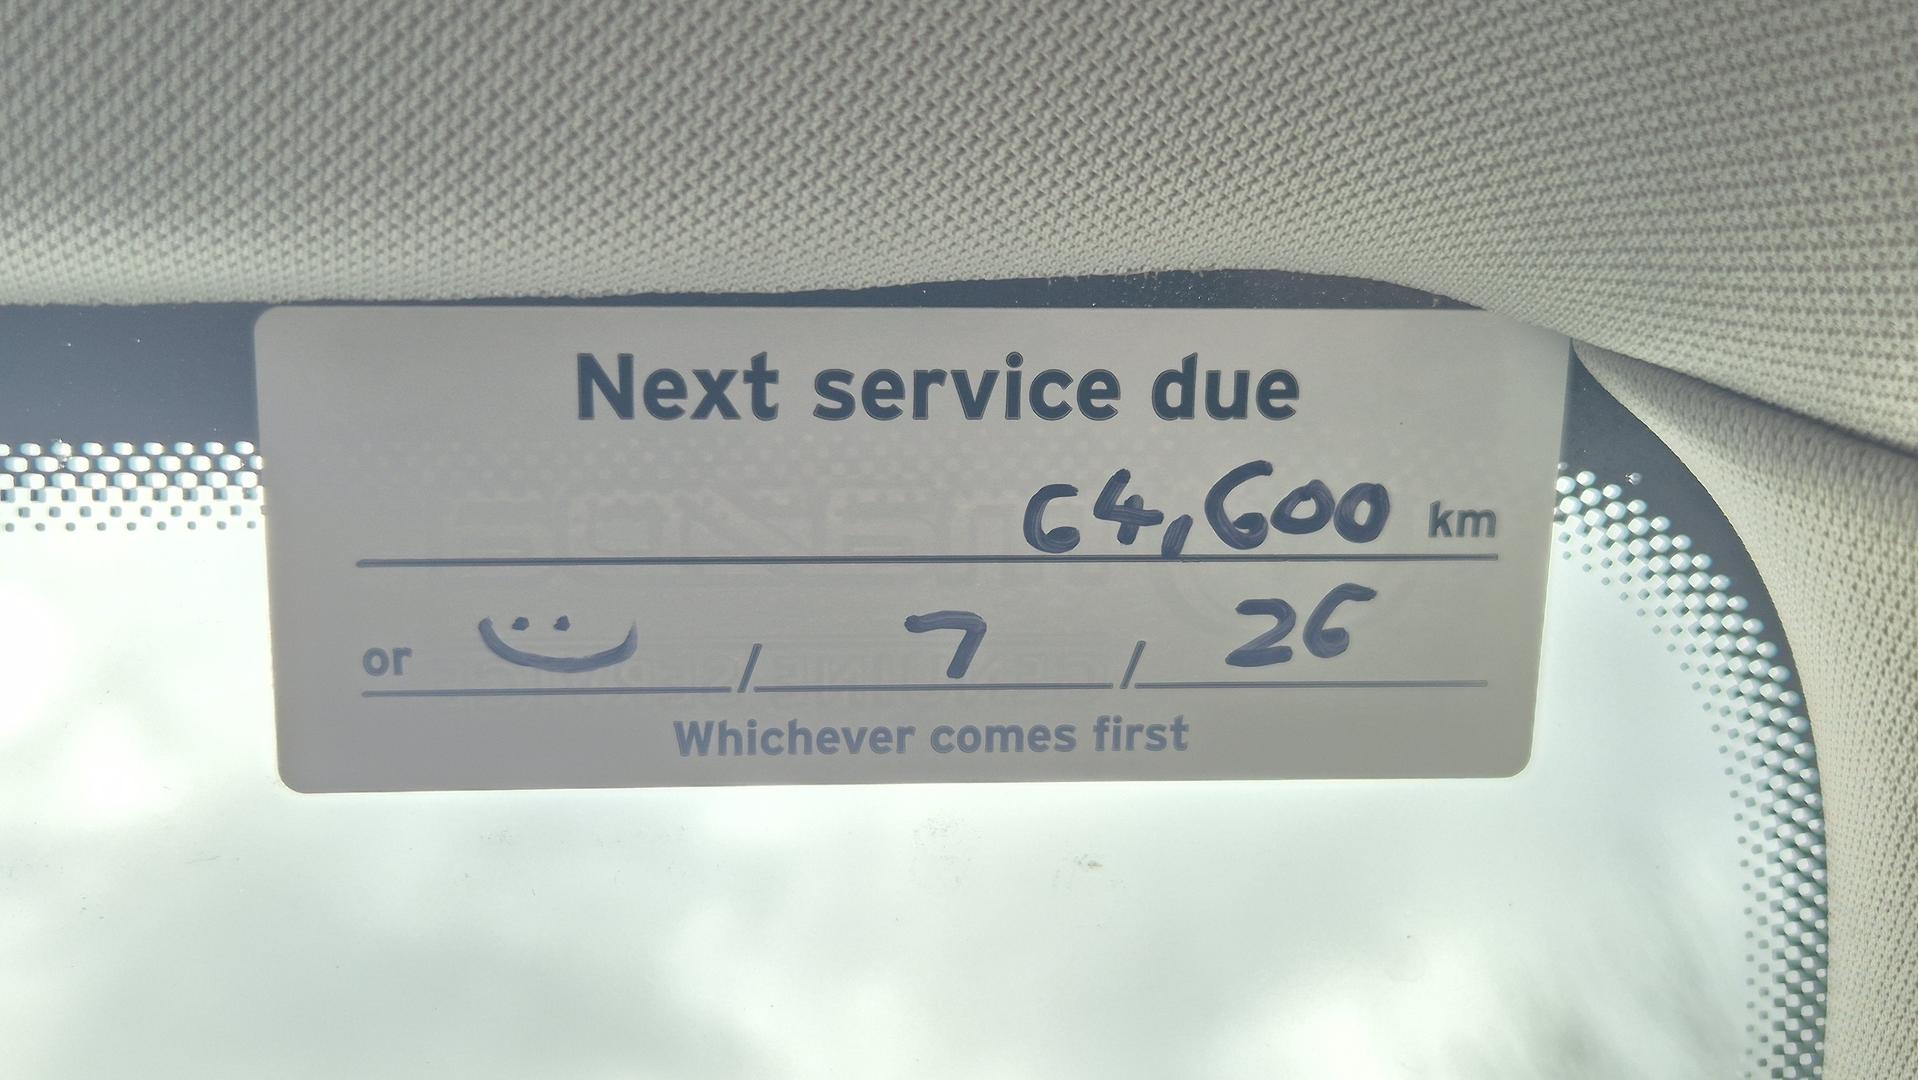 Next service due
64,600 km
or / 7 / 26
Whichever comes first